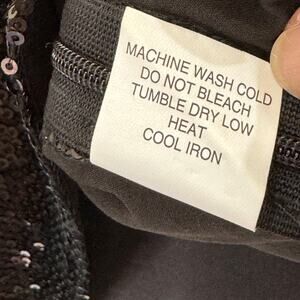 MACHINE WASH COLD
DO NOT BLEACH
TUMBLE DRY LOW
HEAT
COOL IRON